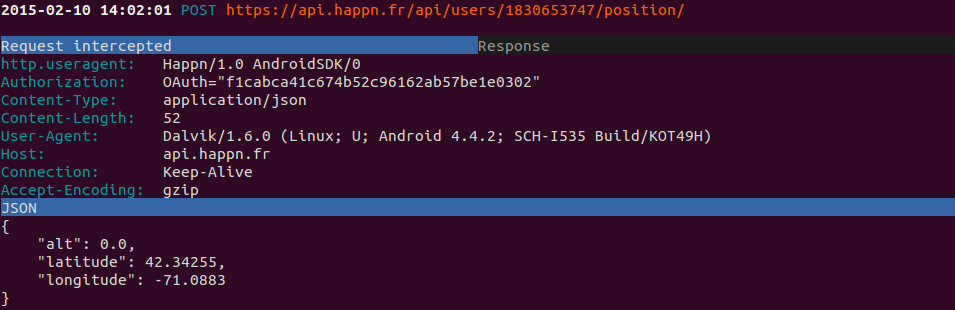 2015-02-10 14:02:01 POST https://api.happn.fr/api/users/1830653747/position/
Request intercepted Response
http.useragent: Happn/1.0 AndroidSDK/0
Authorization: OAuth="f1cabca41c674b52c96162ab57be1e0302"
Content-Type: application/json
Content-Length: 52
User-Agent: Dalvik/1.6.0 (Linux; U; Android 4.4.2; SCH-I535 Build/KOT49H)
Host: api.happn.fr
Connection: Keep-Alive
Accept-Encoding: gzip
JSON
{
    "alt": 0.0,
    "latitude": 42.34255,
    "longitude": -71.0883
}